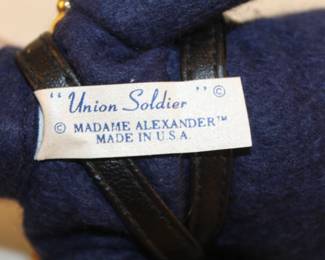 "Union Soldier" ©
© MADAME ALEXANDER™
MADE IN U.S.A.